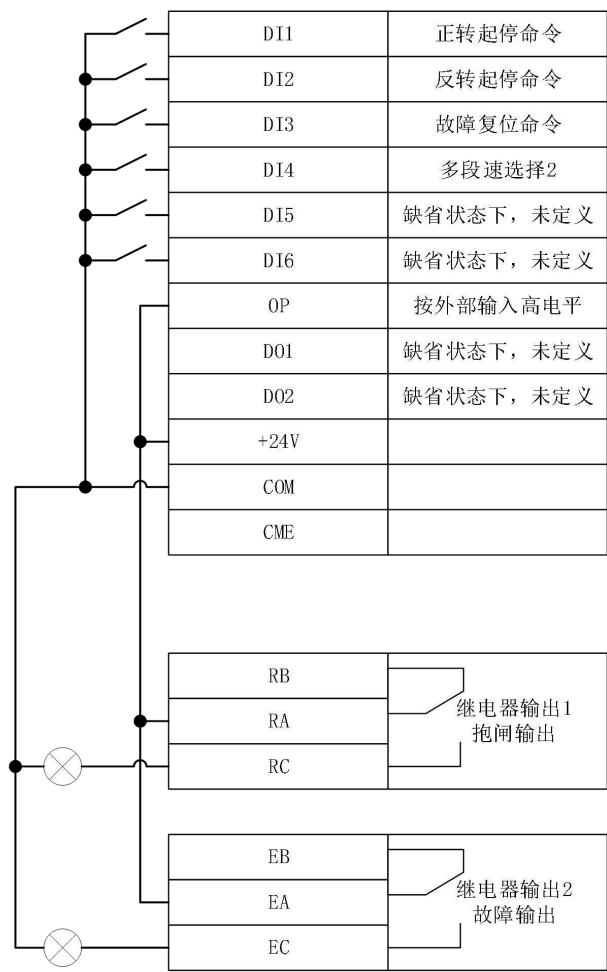 DI1 正转起停命令
DI2 反转起停命令
DI3 故障复位命令
DI4 多段速选择2
DI5 缺省状态下，未定义
DI6 缺省状态下，未定义
OP 按外部输入高电平
DO1 缺省状态下，未定义
DO2 缺省状态下，未定义
+24V
COM
CME
RB
RA
RC
继电器输出1
抱闸输出
EB
EA
EC
继电器输出2
故障输出